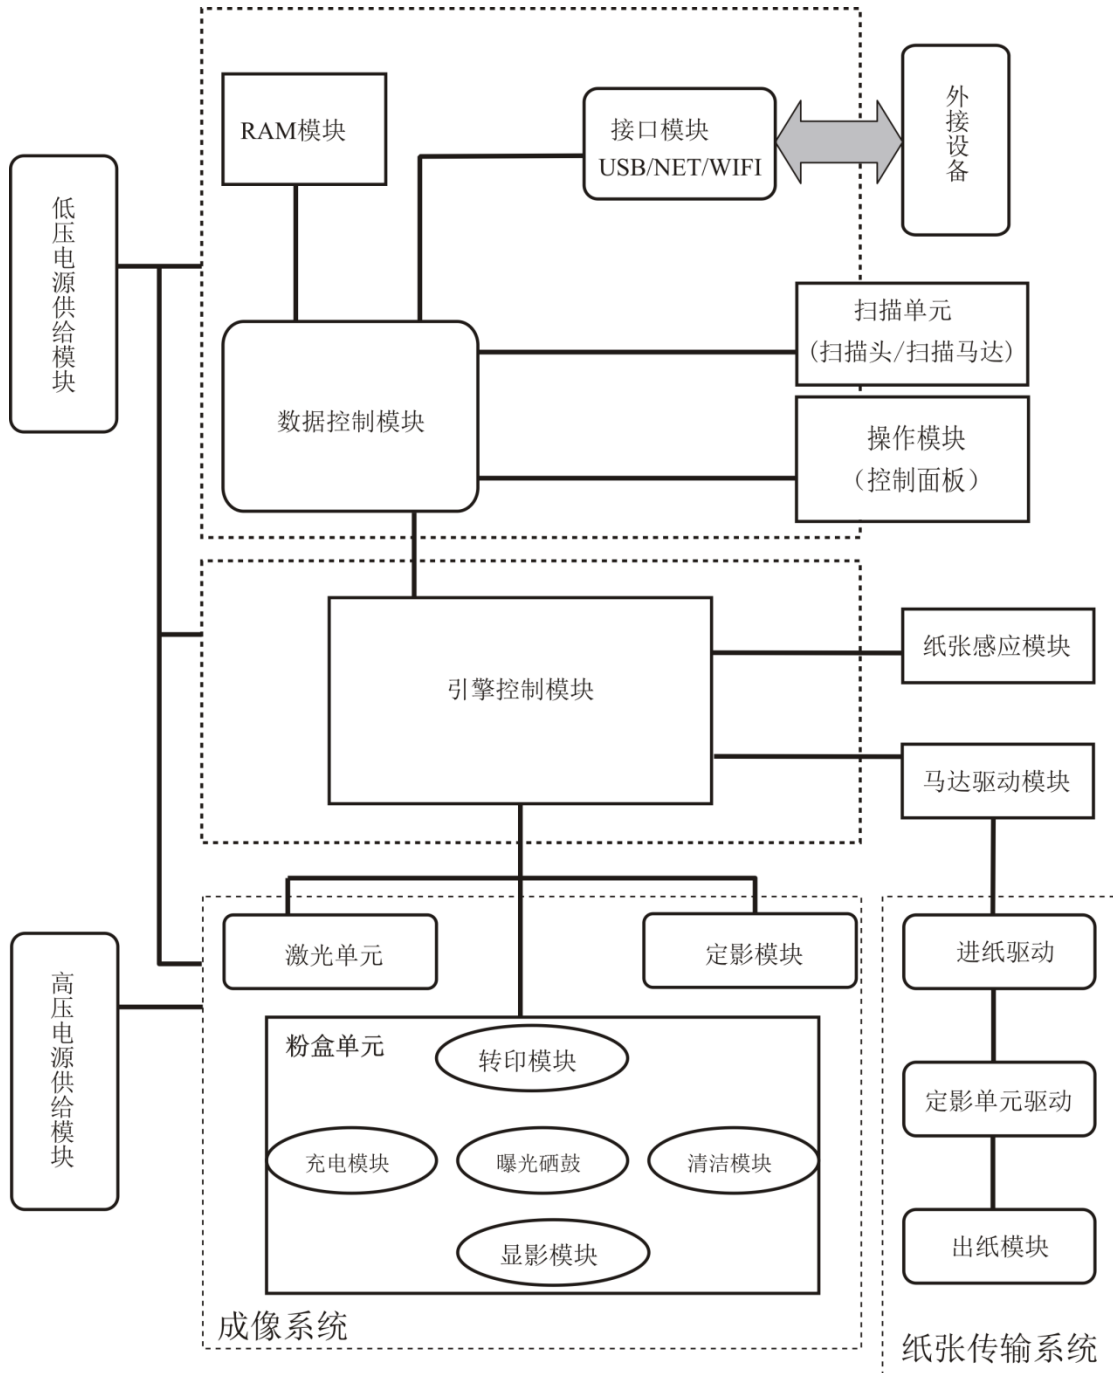 RAM模块
接口模块
USB/NET/WIFI
外接设备
低压电源供给模块
扫描单元
(扫描头/扫描马达)
数据控制模块
操作模块
（控制面板）
引擎控制模块
纸张感应模块
马达驱动模块
激光单元
定影模块
进纸驱动
高压电源供给模块
粉盒单元
转印模块
定影单元驱动
充电模块
曝光硒鼓
清洁模块
显影模块
出纸模块
成像系统
纸张传输系统